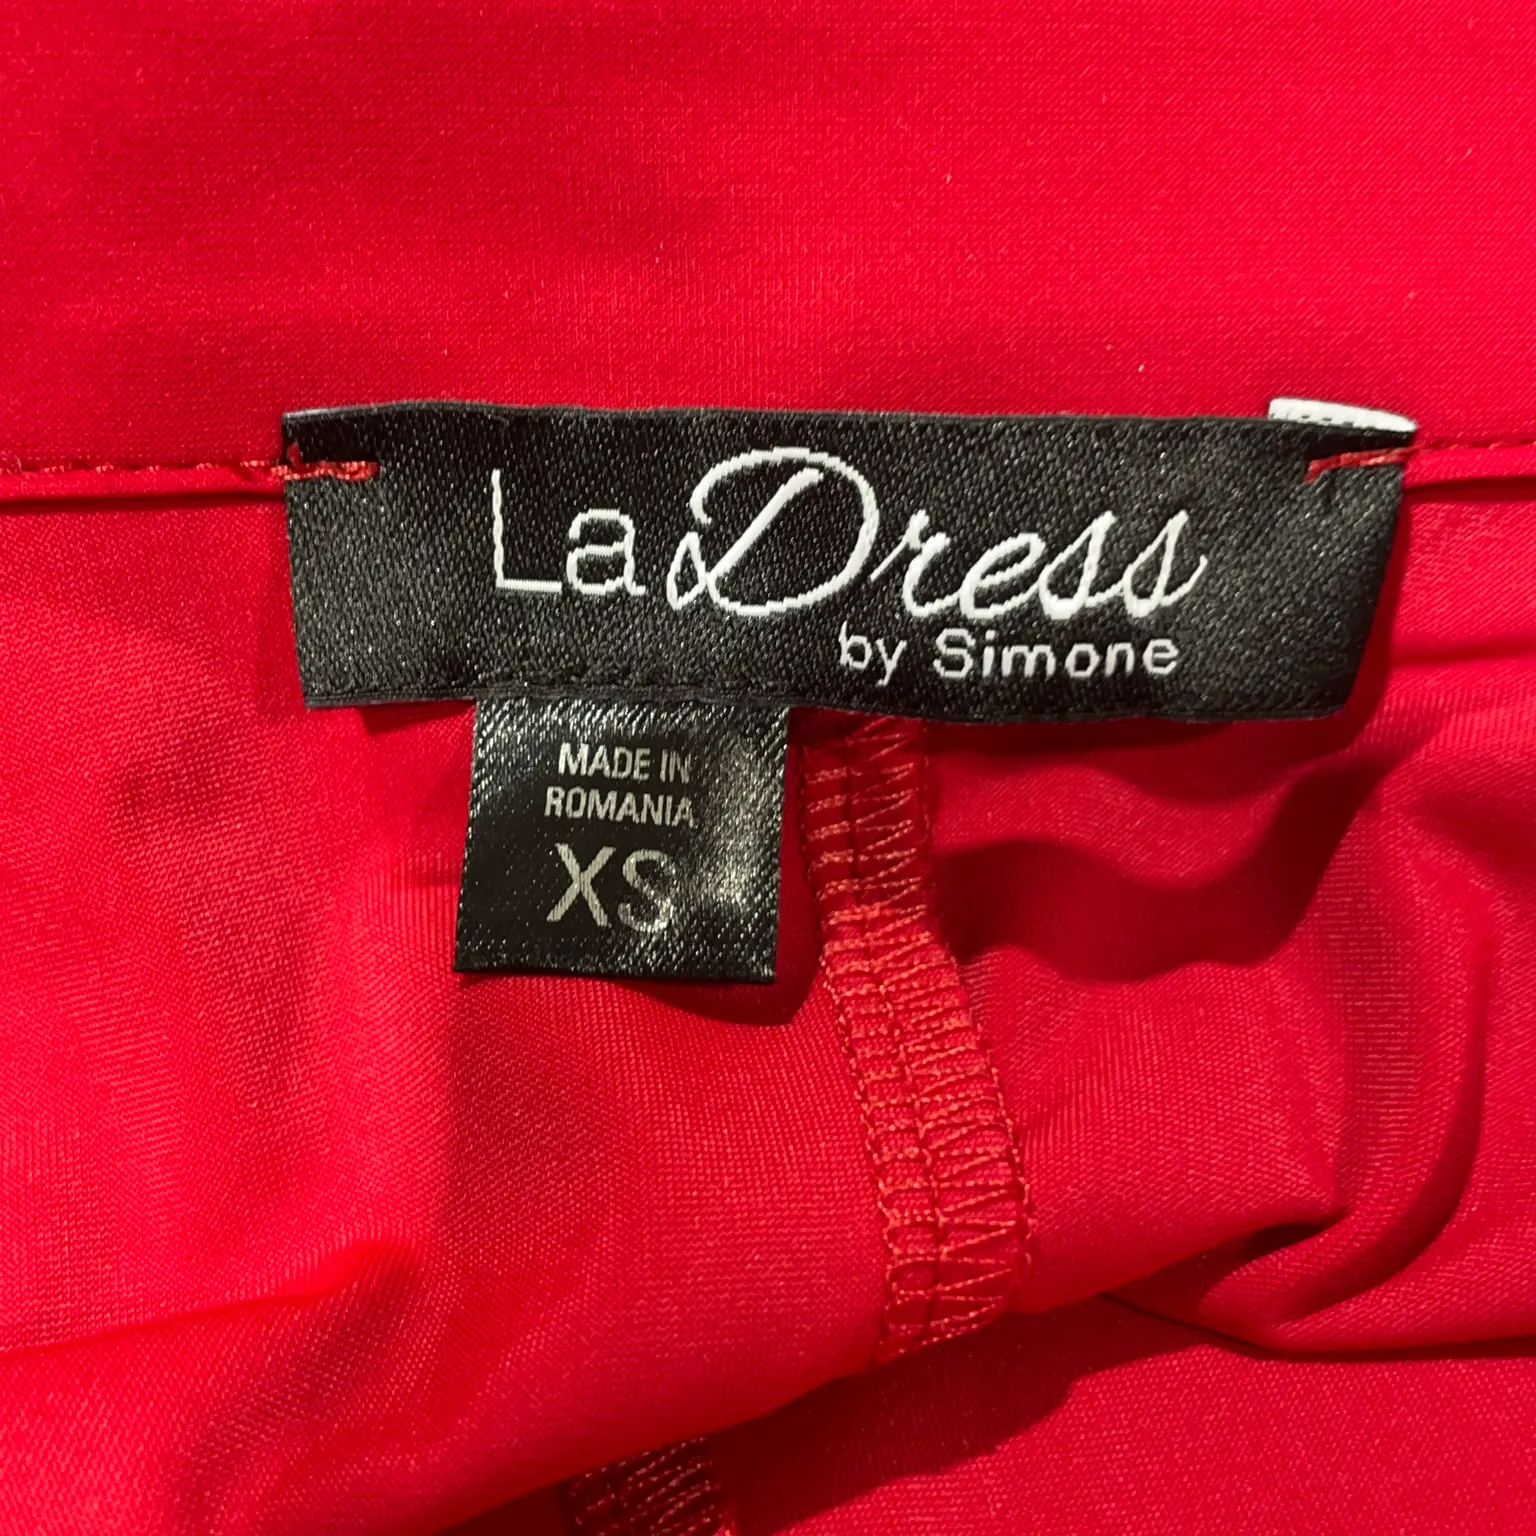 La Dress
by Simone
MADE IN
ROMANIA
XS